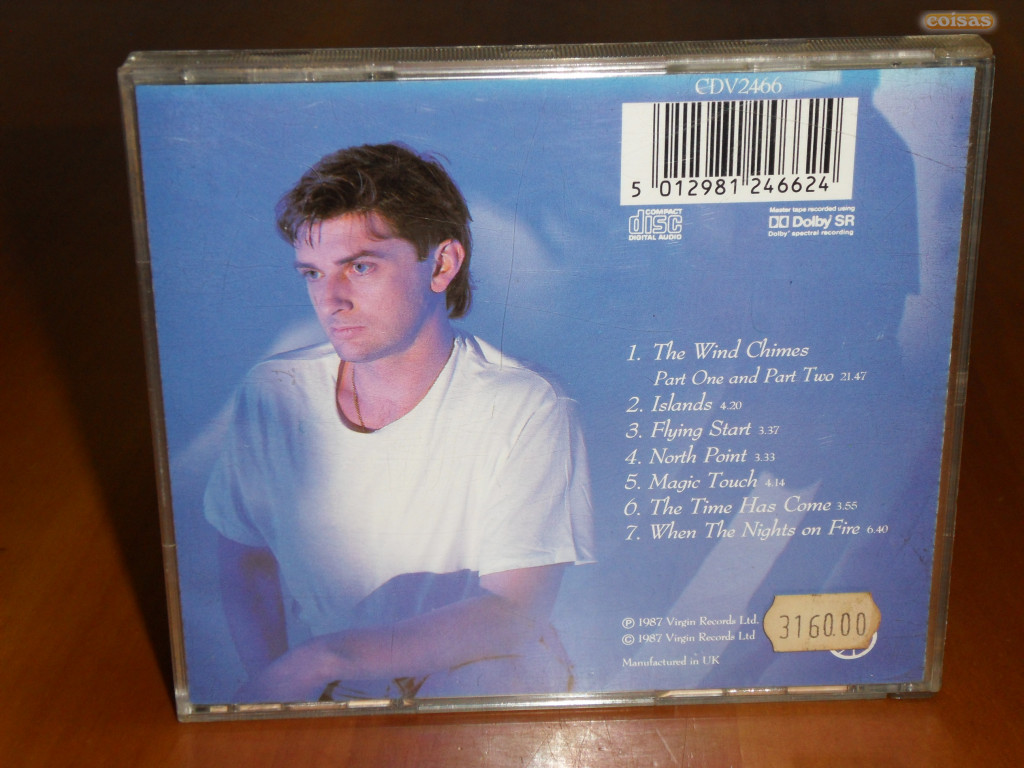 coisas
CDV2466
5 012981 246624
COMPACT
disc
DIGITAL AUDIO
Master tape recorded using
Dolby SR
Dolby spectral recording
1. The Wind Chimes
Part One and Part Two 21.47
2. Islands 4.20
3. Flying Start 3.37
4. North Point 3.33
5. Magic Touch 4.14
6. The Time Has Come 3.55
7. When The Nights on Fire 6.40
℗ 1987 Virgin Records Ltd.
© 1987 Virgin Records Ltd
Manufactured in UK
3160.00